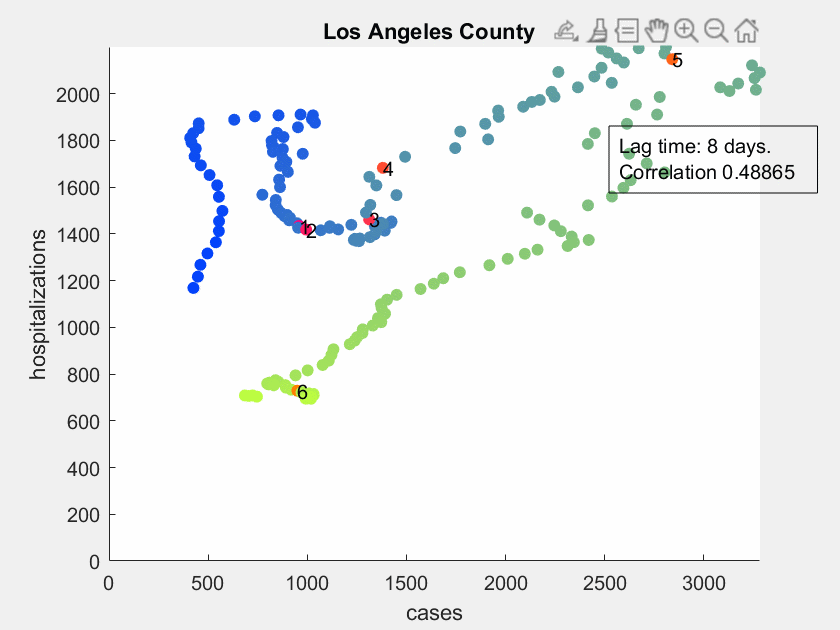 Los Angeles County
5
2000
Lag time: 8 days.
Correlation 0.48865
1800
4
1600
3
1 2
1400
hospitalizations
1200
1000
800
6
600
400
200
0
0 500 1000 1500 2000 2500 3000
cases